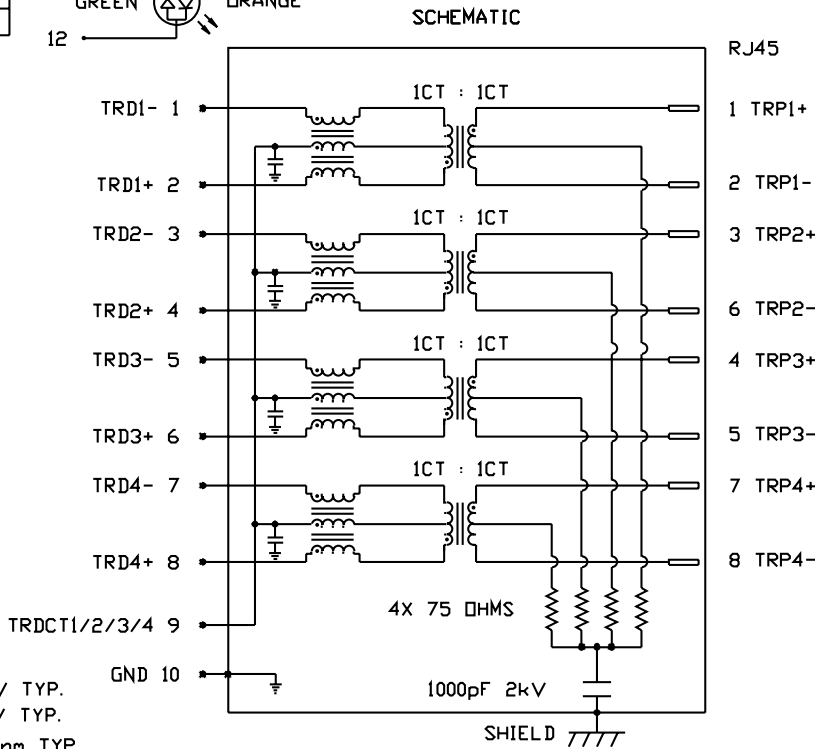 GREEN ORANGE
12
SCHEMATIC
RJ45
1CT : 1CT
TRD1- 1
1 TRP1+
TRD1+ 2
2 TRP1-
1CT : 1CT
TRD2- 3
3 TRP2+
TRD2+ 4
6 TRP2-
1CT : 1CT
TRD3- 5
4 TRP3+
TRD3+ 6
5 TRP3-
1CT : 1CT
TRD4- 7
7 TRP4+
TRD4+ 8
8 TRP4-
4X 75 OHMS
TRDCT1/2/3/4 9
GND 10
/ TYP.
/ TYP.
1000pF 2kV
SHIELD
nm TYP